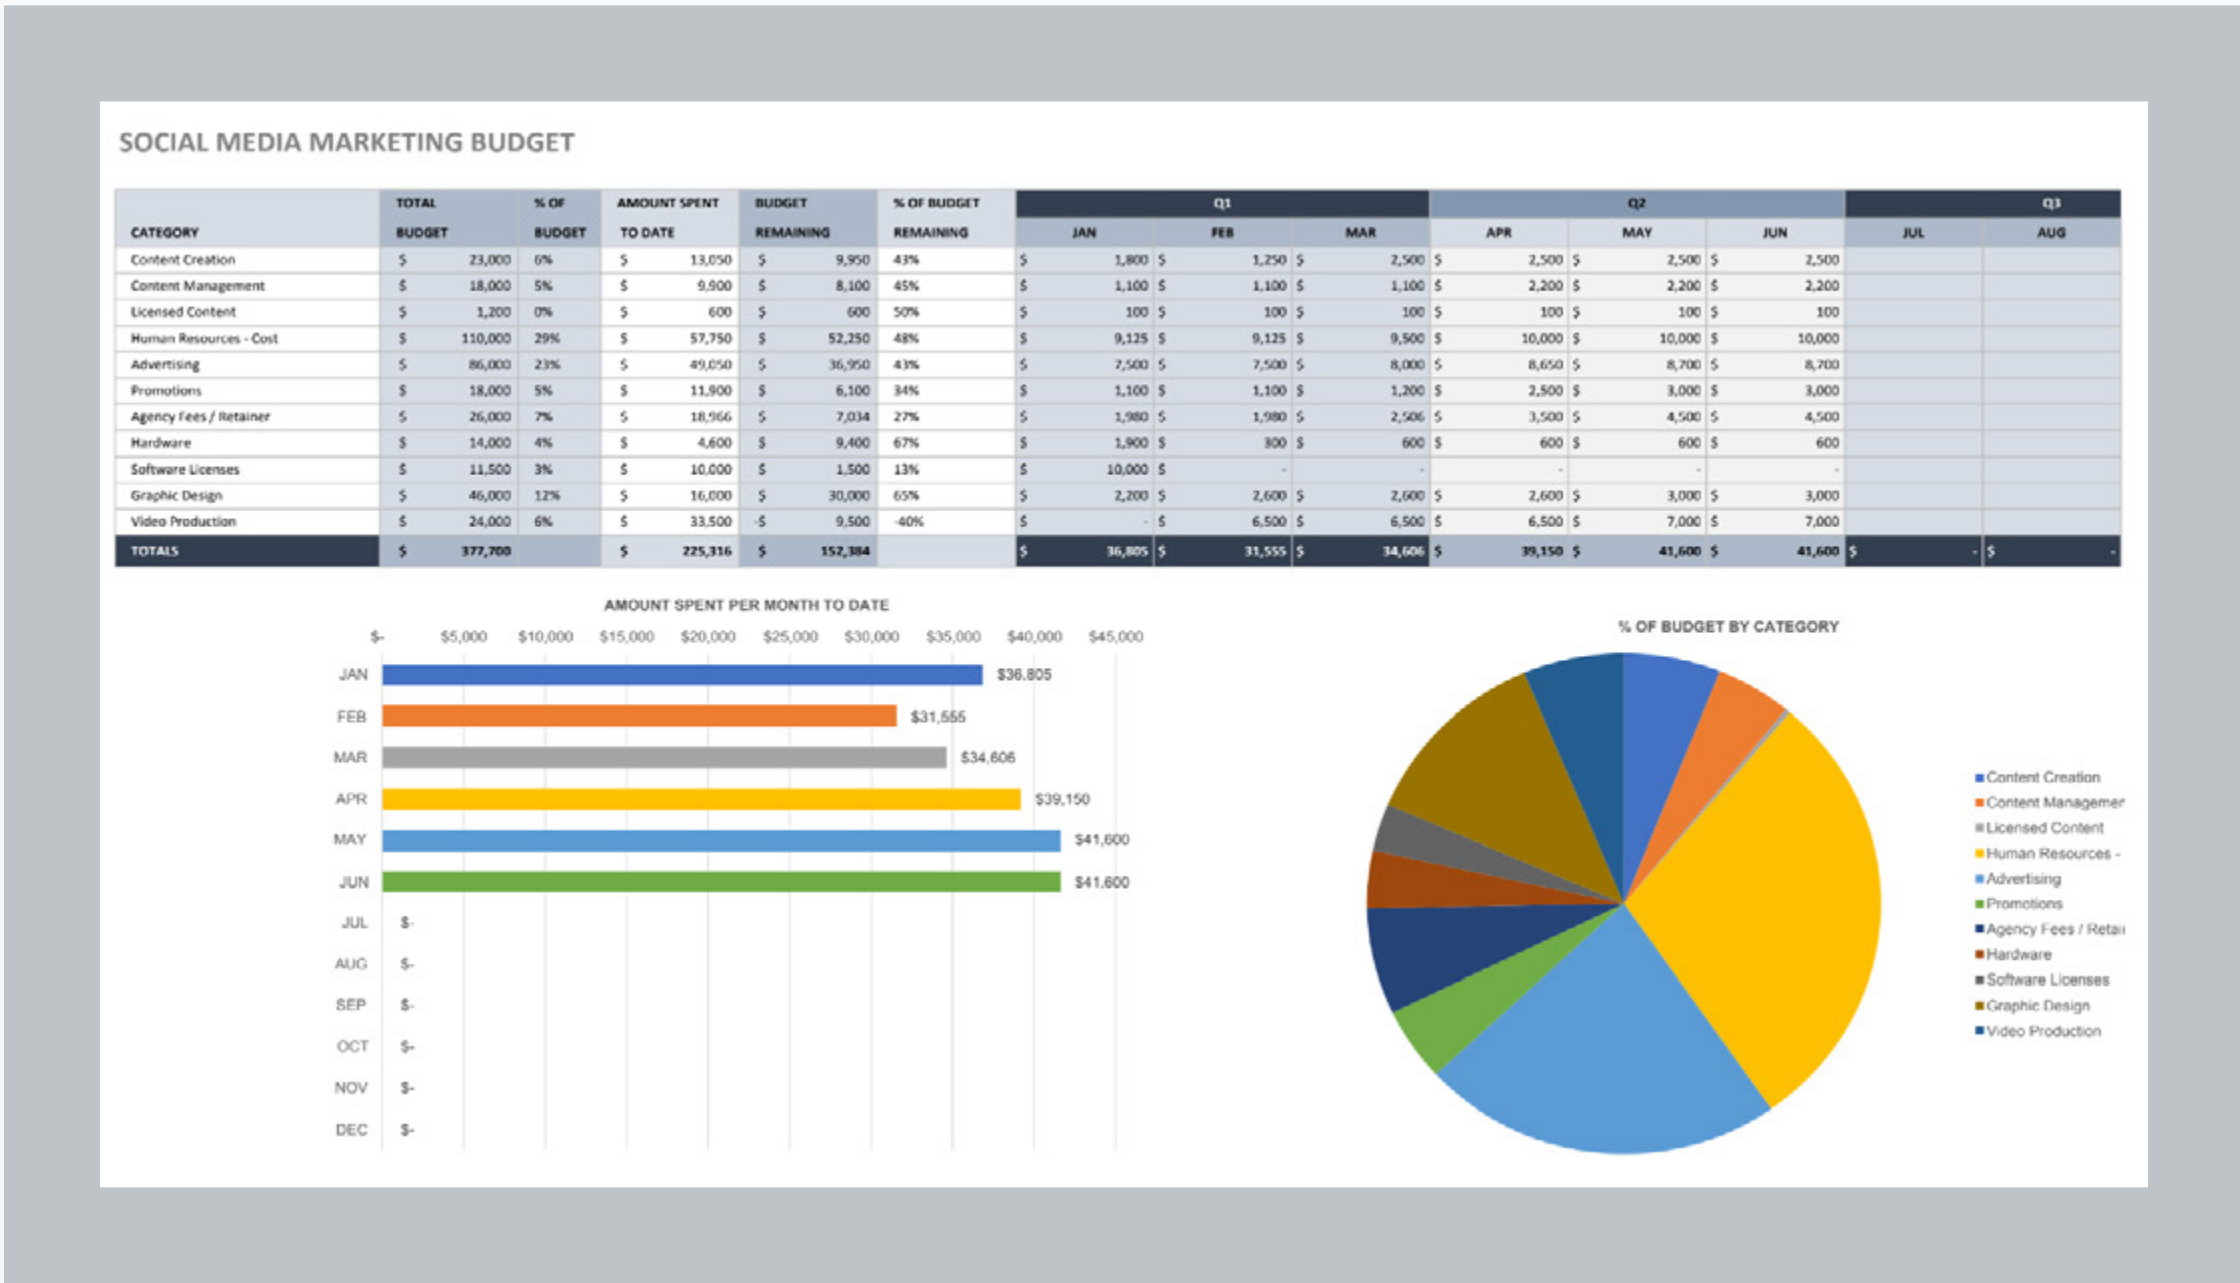 SOCIAL MEDIA MARKETING BUDGET
TOTAL % OF AMOUNT SPENT BUDGET % OF BUDGET Q1 Q2 Q3
CATEGORY BUDGET BUDGET TO DATE REMAINING REMAINING JAN FEB MAR APR MAY JUN JUL AUG
Content Creation $ 23,000 6% $ 13,050 $ 9,950 43% $ 1,800 $ 1,250 $ 2,500 $ 2,500 $ 2,500 $ 2,500
Content Management $ 18,000 5% $ 9,900 $ 8,100 45% $ 1,100 $ 1,100 $ 1,100 $ 2,200 $ 2,200 $ 2,200
Licensed Content $ 1,200 0% $ 600 $ 600 50% $ 100 $ 100 $ 100 $ 100 $ 100 $ 100
Human Resources - Cost $ 110,000 29% $ 57,750 $ 52,250 48% $ 9,125 $ 9,125 $ 9,500 $ 10,000 $ 10,000 $ 10,000
Advertising $ 86,000 23% $ 49,050 $ 36,950 43% $ 7,500 $ 7,500 $ 8,000 $ 8,650 $ 8,700 $ 8,700
Promotions $ 18,000 5% $ 11,900 $ 6,100 34% $ 1,100 $ 1,100 $ 1,200 $ 2,500 $ 3,000 $ 3,000
Agency Fees / Retainer $ 26,000 7% $ 18,966 $ 7,034 27% $ 1,980 $ 1,980 $ 2,506 $ 3,500 $ 4,500 $ 4,500
Hardware $ 14,000 4% $ 4,600 $ 9,400 67% $ 1,900 $ 300 $ 600 $ 600 $ 600 $ 600
Software Licenses $ 11,500 3% $ 10,000 $ 1,500 13% $ 10,000 $ - - - - -
Graphic Design $ 46,000 12% $ 16,000 $ 30,000 65% $ 2,200 $ 2,600 $ 2,600 $ 2,600 $ 3,000 $ 3,000
Video Production $ 24,000 6% $ 33,500 -$ 9,500 -40% $ - $ 6,500 $ 6,500 $ 6,500 $ 7,000 $ 7,000
TOTALS $ 377,700 $ 225,316 $ 152,384 $ 36,805 $ 31,555 $ 34,606 $ 39,150 $ 41,600 $ 41,600 $ - $ -
AMOUNT SPENT PER MONTH TO DATE
$- $5,000 $10,000 $15,000 $20,000 $25,000 $30,000 $35,000 $40,000 $45,000
JAN $36,805
FEB $31,555
MAR $34,606
APR $39,150
MAY $41,600
JUN $41,600
JUL $-
AUG $-
SEP $-
OCT $-
NOV $-
DEC $-
% OF BUDGET BY CATEGORY
Content Creation
Content Managemen
Licensed Content
Human Resources -
Advertising
Promotions
Agency Fees / Retai
Hardware
Software Licenses
Graphic Design
Video Production